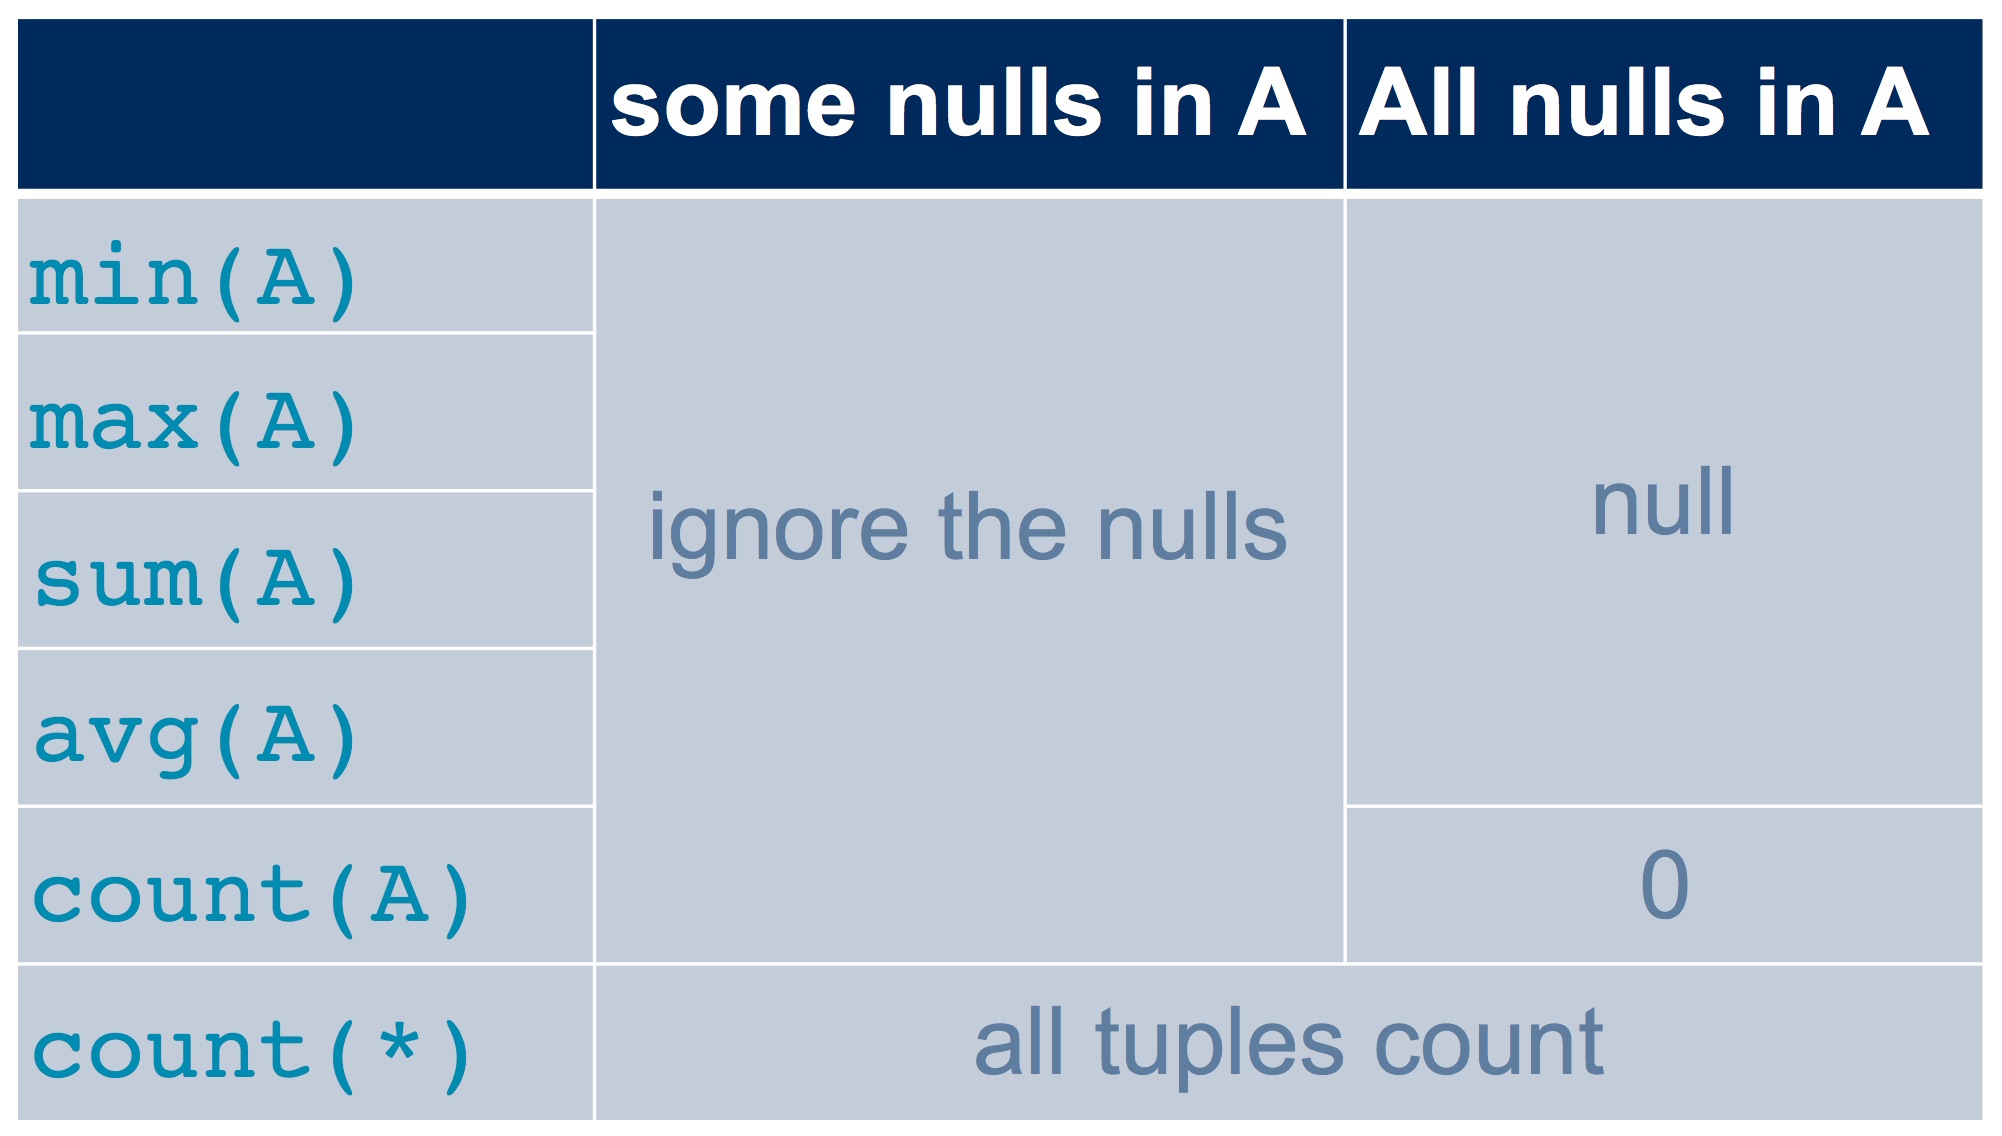 some nulls in A All nulls in A
min(A)
max(A)
ignore the nulls null
sum(A)
avg(A)
count(A) 0
count(*) all tuples count